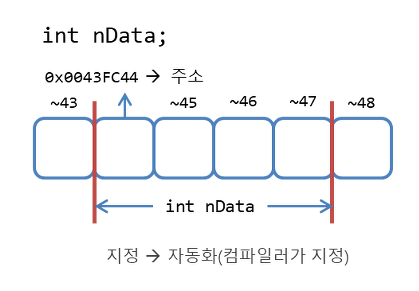 int nData;
0x0043FC44 → 주소
~43 ~45 ~46 ~47 ~48
int nData
지정 → 자동화(컴파일러가 지정)